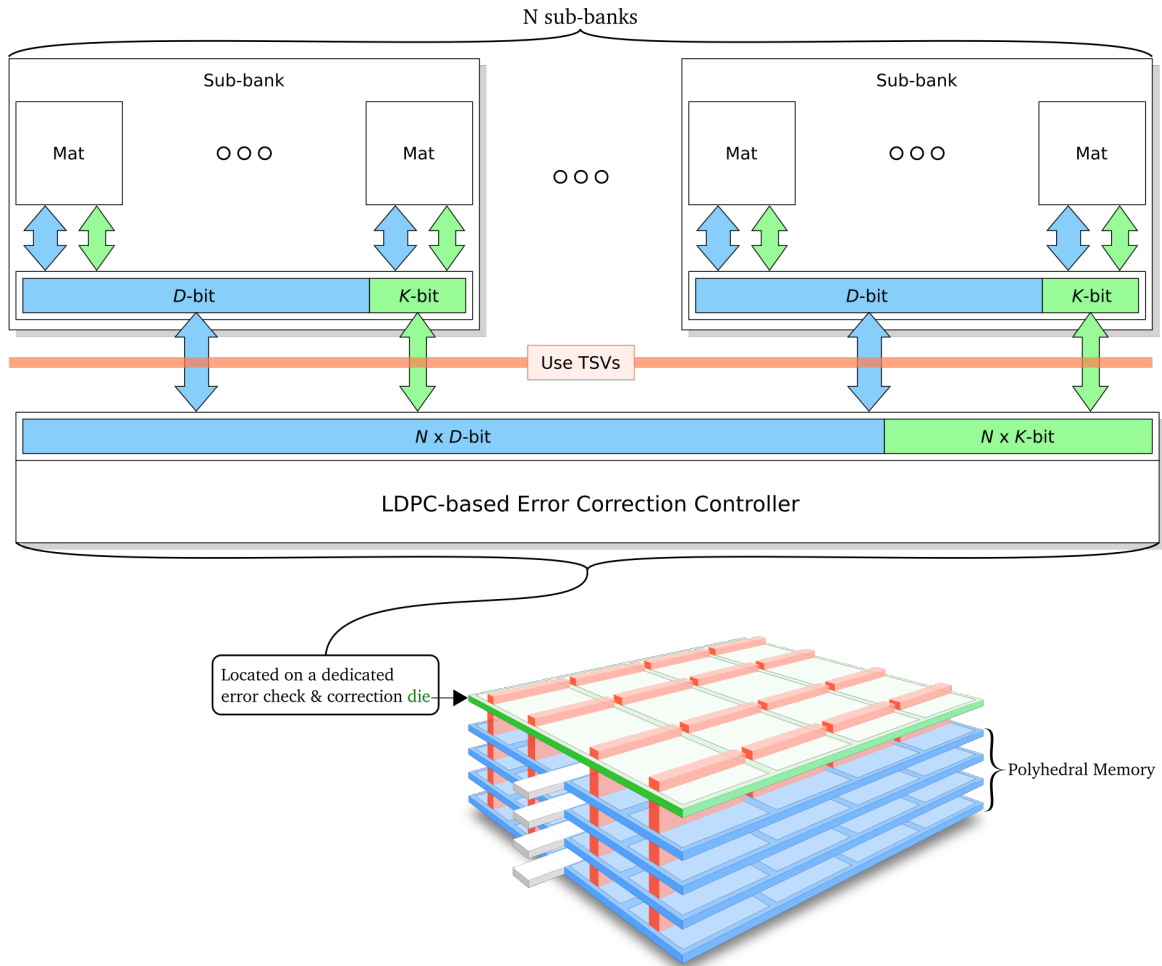 N sub-banks
Sub-bank
Sub-bank
Mat
Mat
Mat
Mat
D-bit
K-bit
D-bit
K-bit
Use TSVs
N x D-bit
N x K-bit
LDPC-based Error Correction Controller
Located on a dedicated
error check & correction die
Polyhedral Memory